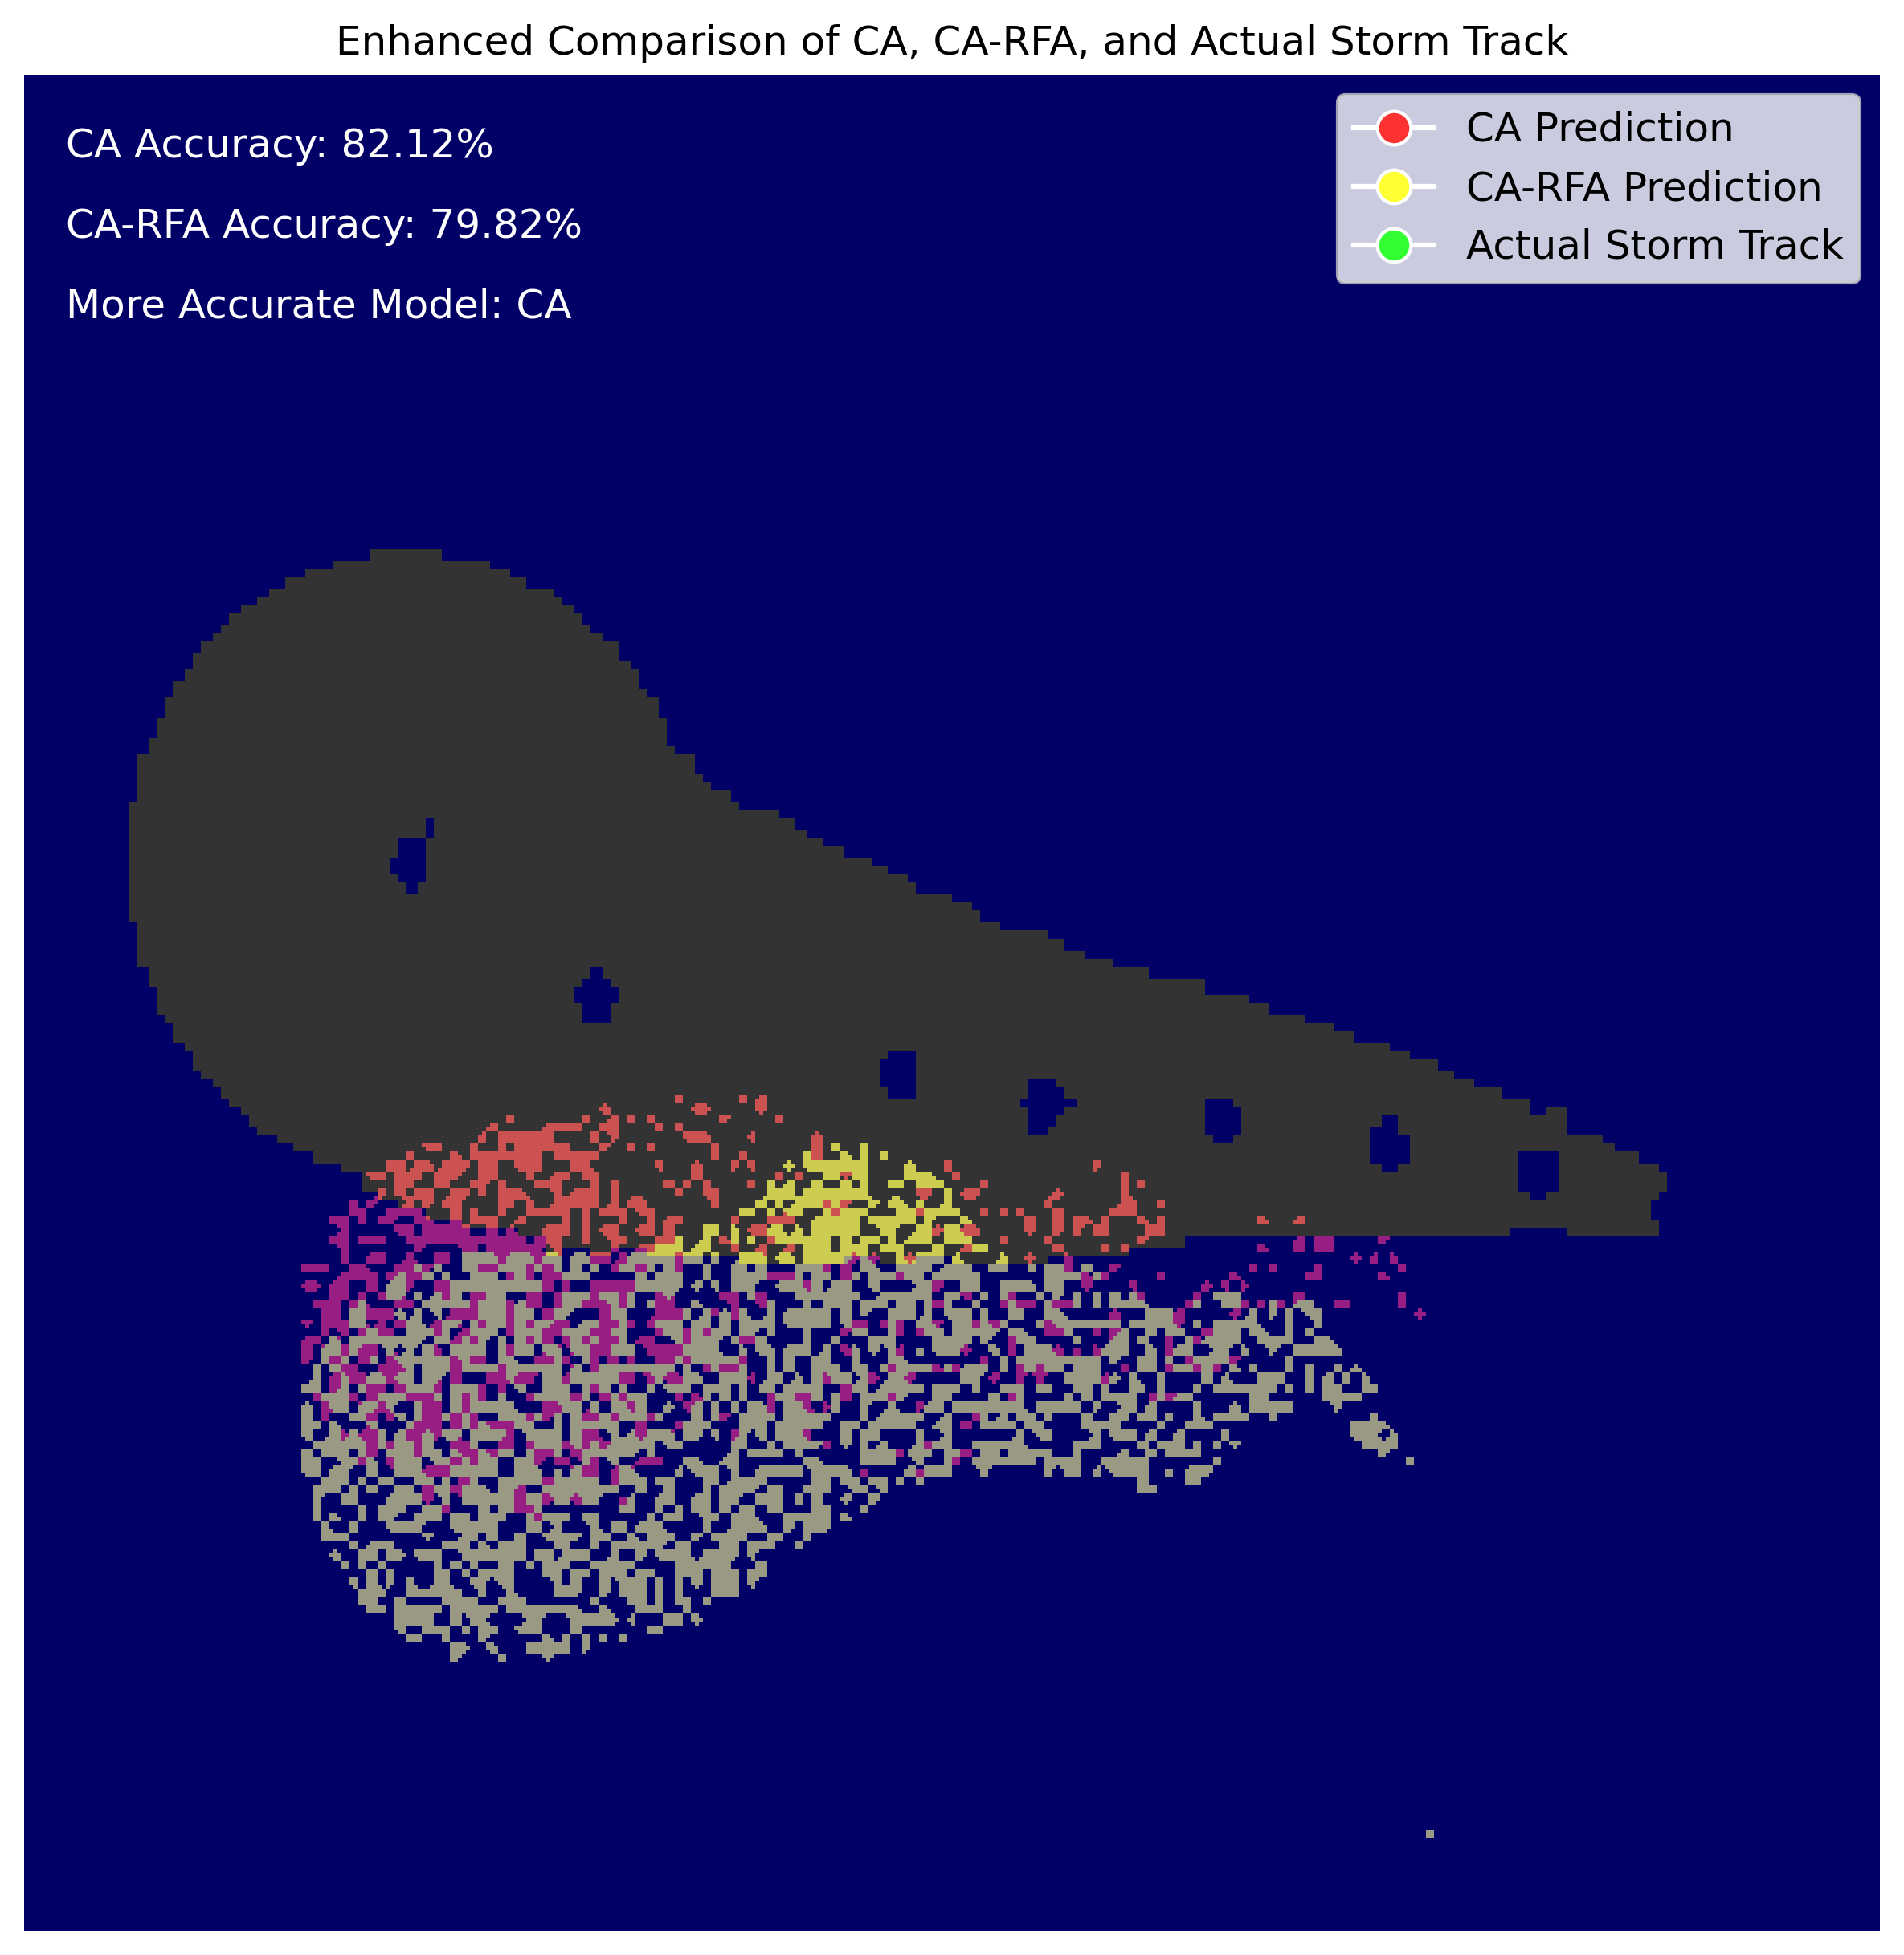 Enhanced Comparison of CA, CA-RFA, and Actual Storm Track
CA Accuracy: 82.12%
CA-RFA Accuracy: 79.82%
More Accurate Model: CA
CA Prediction
CA-RFA Prediction
Actual Storm Track